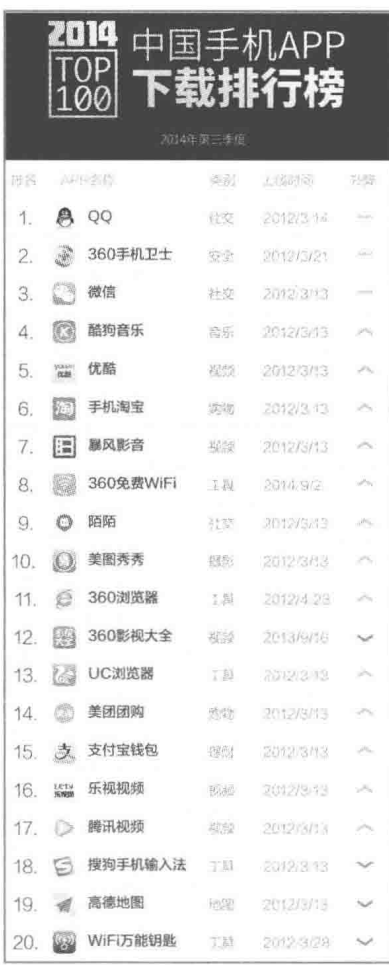 2014
TOP
100
中国手机APP
下载排行榜
2014年第三季度
排名 APP名称 类别 上线时间 趋势
1. QQ 社交 2012/3/14
2. 360手机卫士 安全 2012/3/21
3. 微信 社交 2012/3/13
4. 酷狗音乐 音乐 2012/3/13
5. 优酷 视频 2012/3/13
6. 淘 手机淘宝 购物 2012/3/13
7. 暴风影音 视频 2012/3/13
8. 360免费WiFi 工具 2014/9/2
9. 陌陌 社交 2012/3/13
10. 美图秀秀 2012/3/13
11. 360浏览器 工具 2012/4/23
12. 360影视大全 视频 2013/9/16
13. UC浏览器 工具 2012/3/13
14. 美团团购 购物 2012/3/13
15. 支 支付宝钱包 2012/3/13
16. 乐视视频 视频 2012/3/13
17. 腾讯视频 视频 2012/3/13
18. 搜狗手机输入法 工具 2012/3/13
19. 高德地图 地图 2012/3/13
20. WiFi万能钥匙 工具 2012/3/28